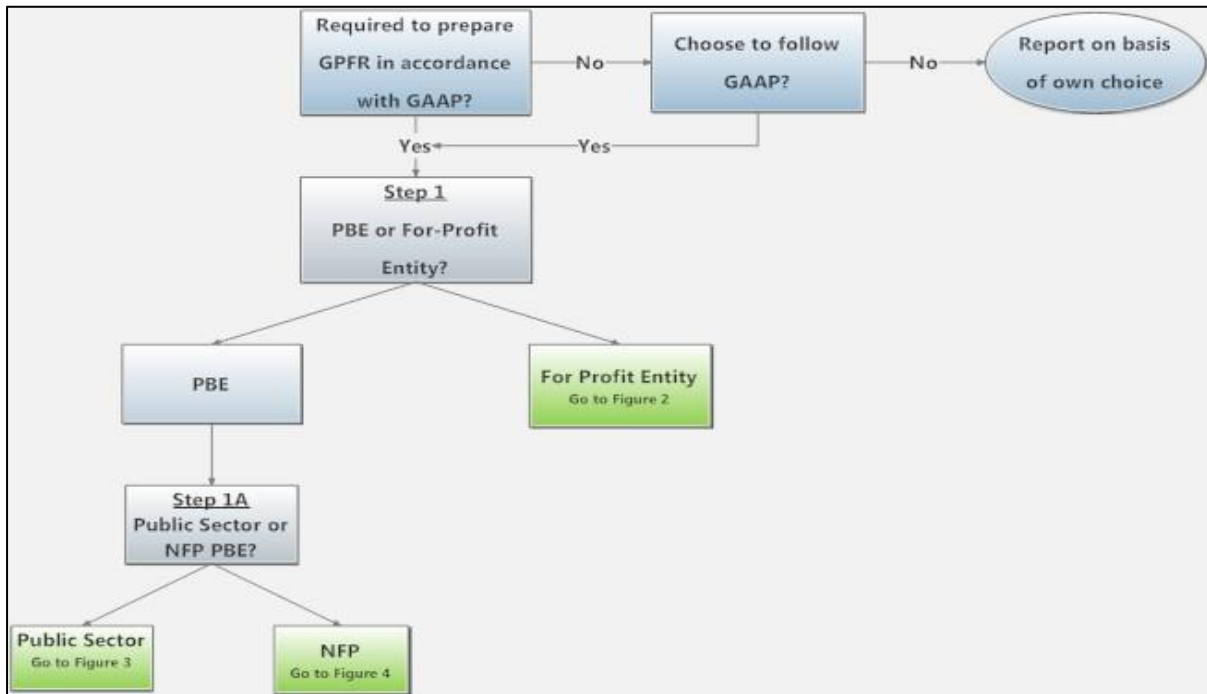 Required to prepare
GPFR in accordance
with GAAP?
No
Choose to follow
GAAP?
No
Report on basis
of own choice
Yes
Yes
Step 1
PBE or For-Profit
Entity?
PBE
For Profit Entity
Go to Figure 2
Step 1A
Public Sector or
NFP PBE?
Public Sector
Go to Figure 3
NFP
Go to Figure 4